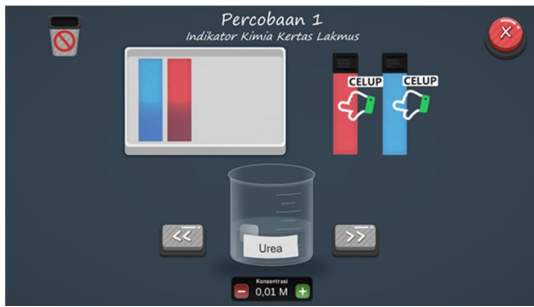 Percobaan 1
Indikator Kimia Kertas Lakmus
X
CELUP
CELUP
<<
Urea
>>
Konsentrasi
- 0,01 M +